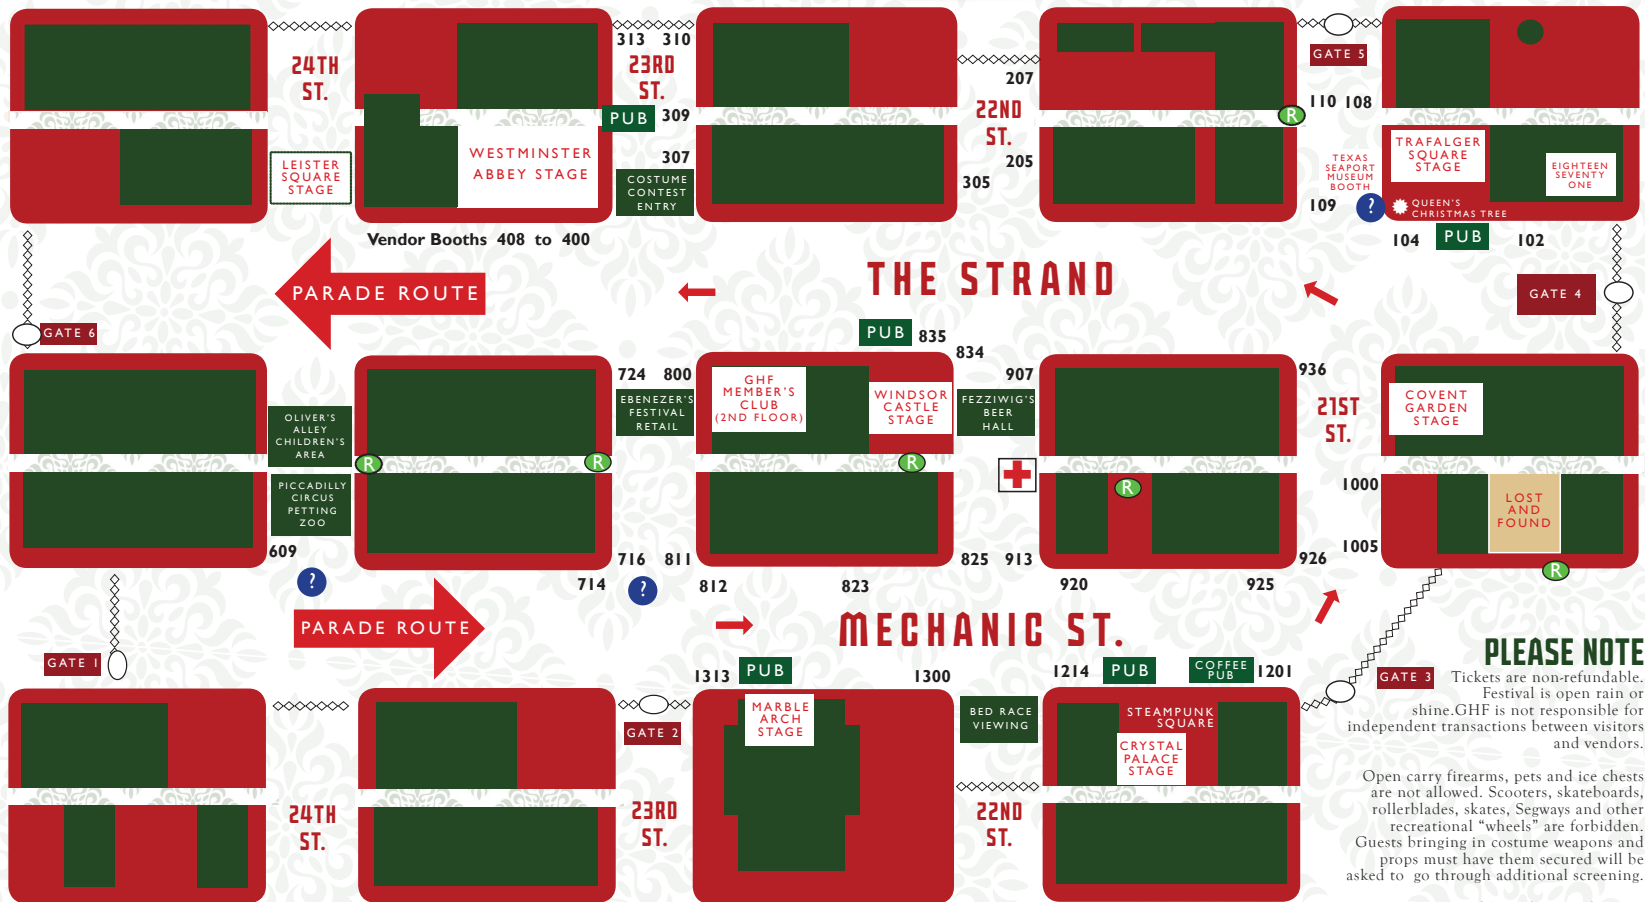 24TH
ST.
313 310
23RD
ST.
PUB 309
307
COSTUME
CONTEST
ENTRY
207
22ND
ST.
205
305
GATE 5
110 108
TEXAS
SEAPORT
MUSEUM
BOOTH
109
?
R
TRAFALGER
SQUARE
STAGE
EIGHTEEN
SEVENTY
ONE
QUEEN'S
CHRISTMAS TREE
104 PUB 102
LEISTER
SQUARE
STAGE
WESTMINSTER
ABBEY STAGE
Vendor Booths 408 to 400
PARADE ROUTE
THE STRAND
GATE 4
GATE 6
PUB 835
834
724 800
EBENEZER'S
FESTIVAL
RETAIL
GHF
MEMBER'S
CLUB
(2ND FLOOR)
WINDSOR
CASTLE
STAGE
907
FEZZIWIG'S
BEER
HALL
936
21ST
ST.
COVENT
GARDEN
STAGE
OLIVER'S
ALLEY
CHILDREN'S
AREA
R
R
R
R
PICCADILLY
CIRCUS
PETTING
ZOO
609
?
1000
LOST
AND
FOUND
1005
R
714
716 811
?
812
823
825 913
920
925
926
PARADE ROUTE
MECHANIC ST.
GATE 1
1313 PUB
1300
1214 PUB
COFFEE
PUB
1201
GATE 3
GATE 2
MARBLE
ARCH
STAGE
BED RACE
VIEWING
STEAMPUNK
SQUARE
CRYSTAL
PALACE
STAGE
24TH
ST.
23RD
ST.
22ND
ST.
PLEASE NOTE
Tickets are non-refundable.
Festival is open rain or
shine.GHF is not responsible for
independent transactions between visitors
and vendors.
Open carry firearms, pets and ice chests
are not allowed. Scooters, skateboards,
rollerblades, skates, Segways and other
recreational “wheels” are forbidden.
Guests bringing in costume weapons and
props must have them secured will be
asked to go through additional screening.